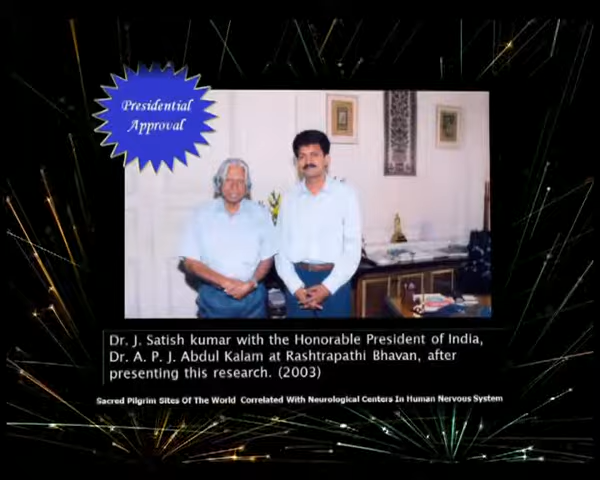 Presidential
Approval
Dr. J. Satish kumar with the Honorable President of India,
Dr. A. P. J. Abdul Kalam at Rashtrapathi Bhavan, after
presenting this research. (2003)
Sacred Pilgrim Sites Of The World Correlated With Neurological Centers In Human Nervous System